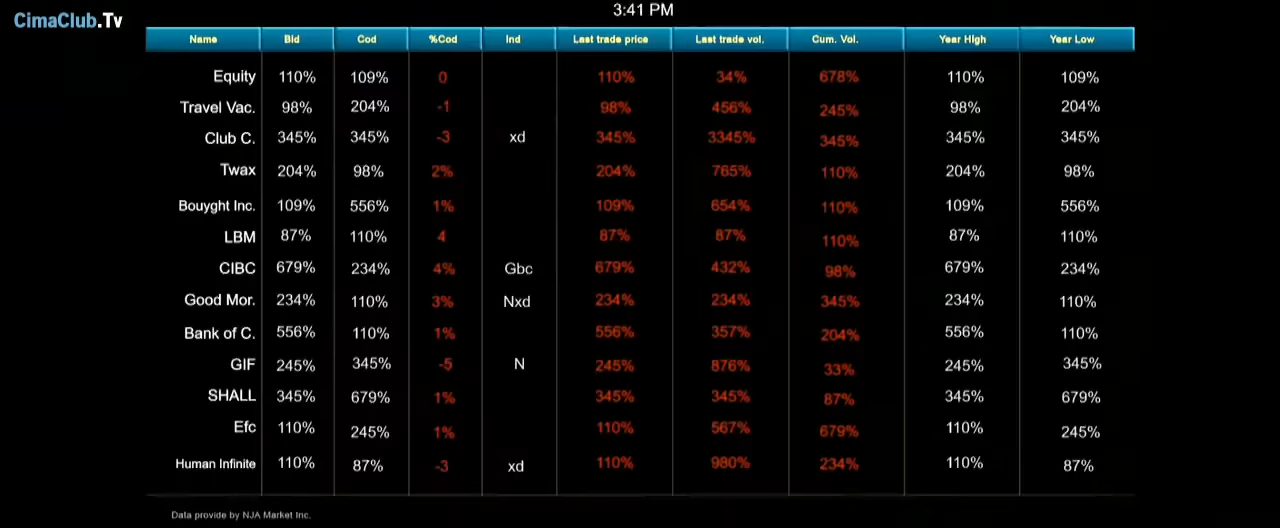 3:41 PM
CimaClub.Tv
Name Bid Cod %Cod Ind Last trade price Last trade vol. Cum. Vol. Year High Year Low
Equity 110% 109% 0 110% 34% 678% 110% 109%
Travel Vac. 98% 204% -1 98% 456% 245% 98% 204%
Club C. 345% 345% -3 xd 345% 3345% 345% 345% 345%
Twax 204% 98% 2% 204% 765% 110% 204% 98%
Bouyght Inc. 109% 556% 1% 109% 654% 110% 109% 556%
LBM 87% 110% 4 87% 87% 110% 87% 110%
CIBC 679% 234% 4% Gbc 679% 432% 98% 679% 234%
Good Mor. 234% 110% 3% Nxd 234% 234% 345% 234% 110%
Bank of C. 556% 110% 1% 556% 357% 204% 556% 110%
GIF 245% 345% -5 N 245% 876% 33% 245% 345%
SHALL 345% 679% 1% 345% 345% 87% 345% 679%
Efc 110% 245% 1% 110% 567% 679% 110% 245%
Human Infinite 110% 87% -3 xd 110% 980% 234% 110% 87%
Data provide by NJA Market Inc.